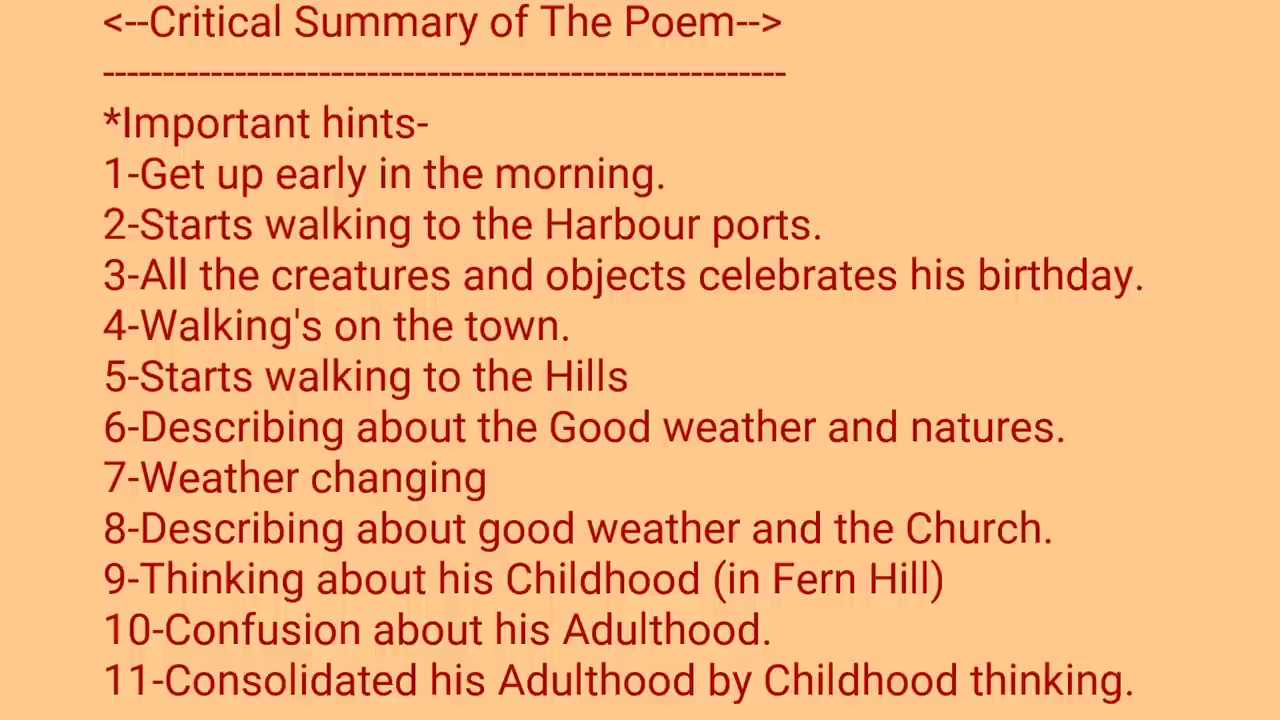 <--Critical Summary of The Poem-->
---------------------------------------------------------
*Important hints-
1-Get up early in the morning.
2-Starts walking to the Harbour ports.
3-All the creatures and objects celebrates his birthday.
4-Walking's on the town.
5-Starts walking to the Hills
6-Describing about the Good weather and natures.
7-Weather changing
8-Describing about good weather and the Church.
9-Thinking about his Childhood (in Fern Hill)
10-Confusion about his Adulthood.
11-Consolidated his Adulthood by Childhood thinking.